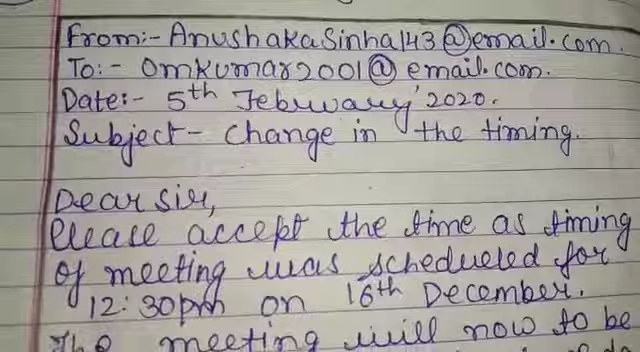 From:- AnushakaSinha143@email.com.
To:- Omkumar2001@email.com.
Date:- 5th February' 2020.
Subject- Change in the timing.
Dear sir,
Please accept the time as timing
of meeting was scheduled for
12:30pm on 16th December.
The meeting will now to be